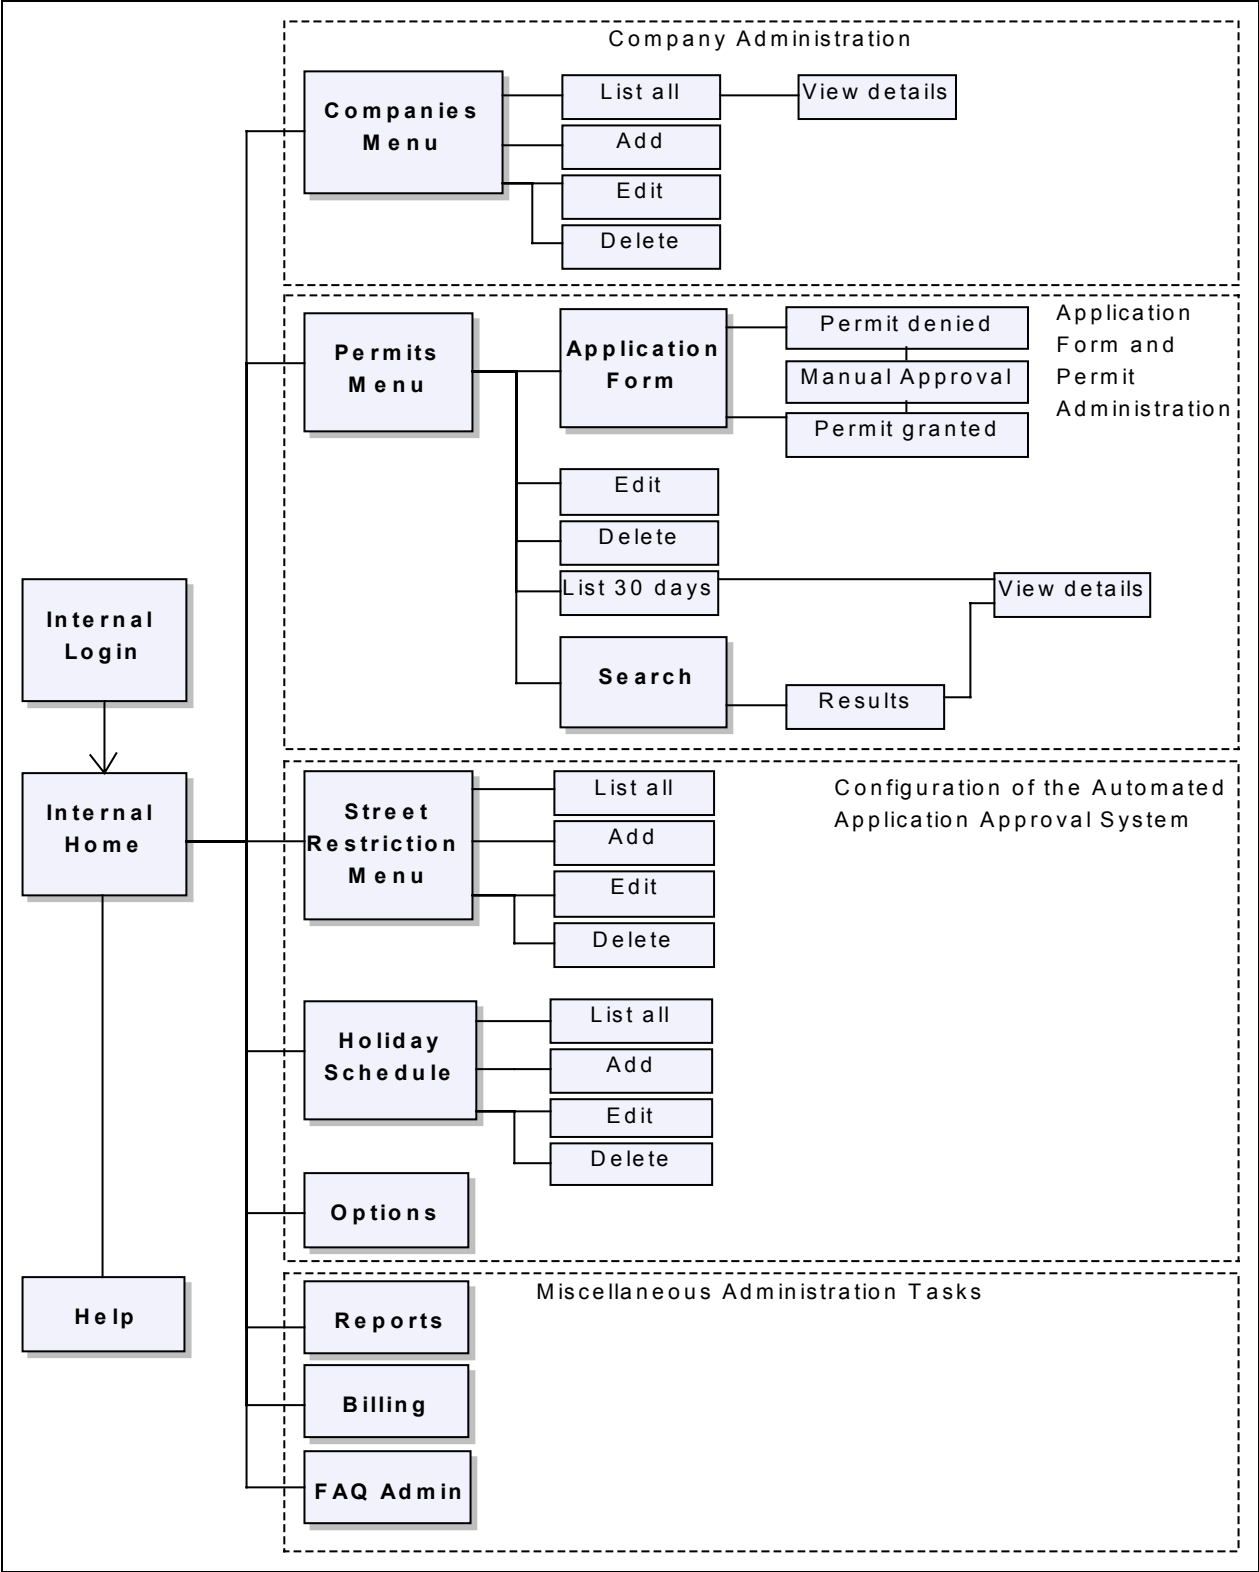 Company Administration
Companies
Menu
List all
View details
Add
Edit
Delete
Permits
Menu
Application
Form
Permit denied
Manual Approval
Permit granted
Application
Form and
Permit
Administration
Edit
Delete
List 30 days
View details
Search
Results
Internal
Login
Internal
Home
Help
Street
Restriction
Menu
List all
Add
Edit
Delete
Configuration of the Automated
Application Approval System
Holiday
Schedule
List all
Add
Edit
Delete
Options
Miscellaneous Administration Tasks
Reports
Billing
FAQ Admin